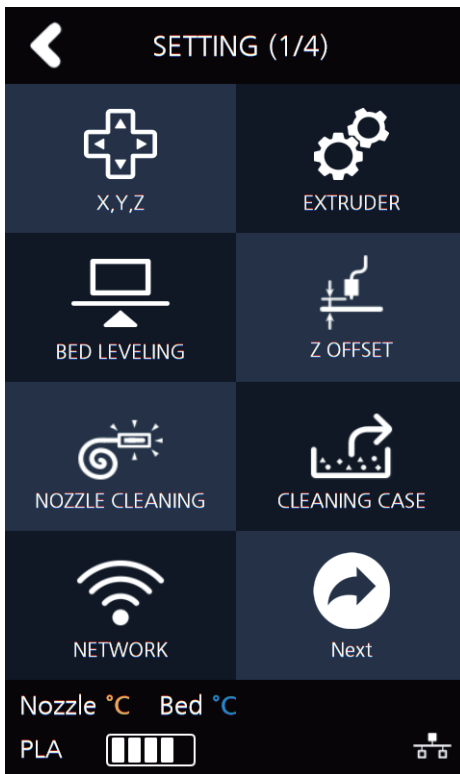 SETTING (1/4)
X,Y,Z
EXTRUDER
BED LEVELING
Z OFFSET
NOZZLE CLEANING
CLEANING CASE
NETWORK
Next
Nozzle °C Bed °C
PLA